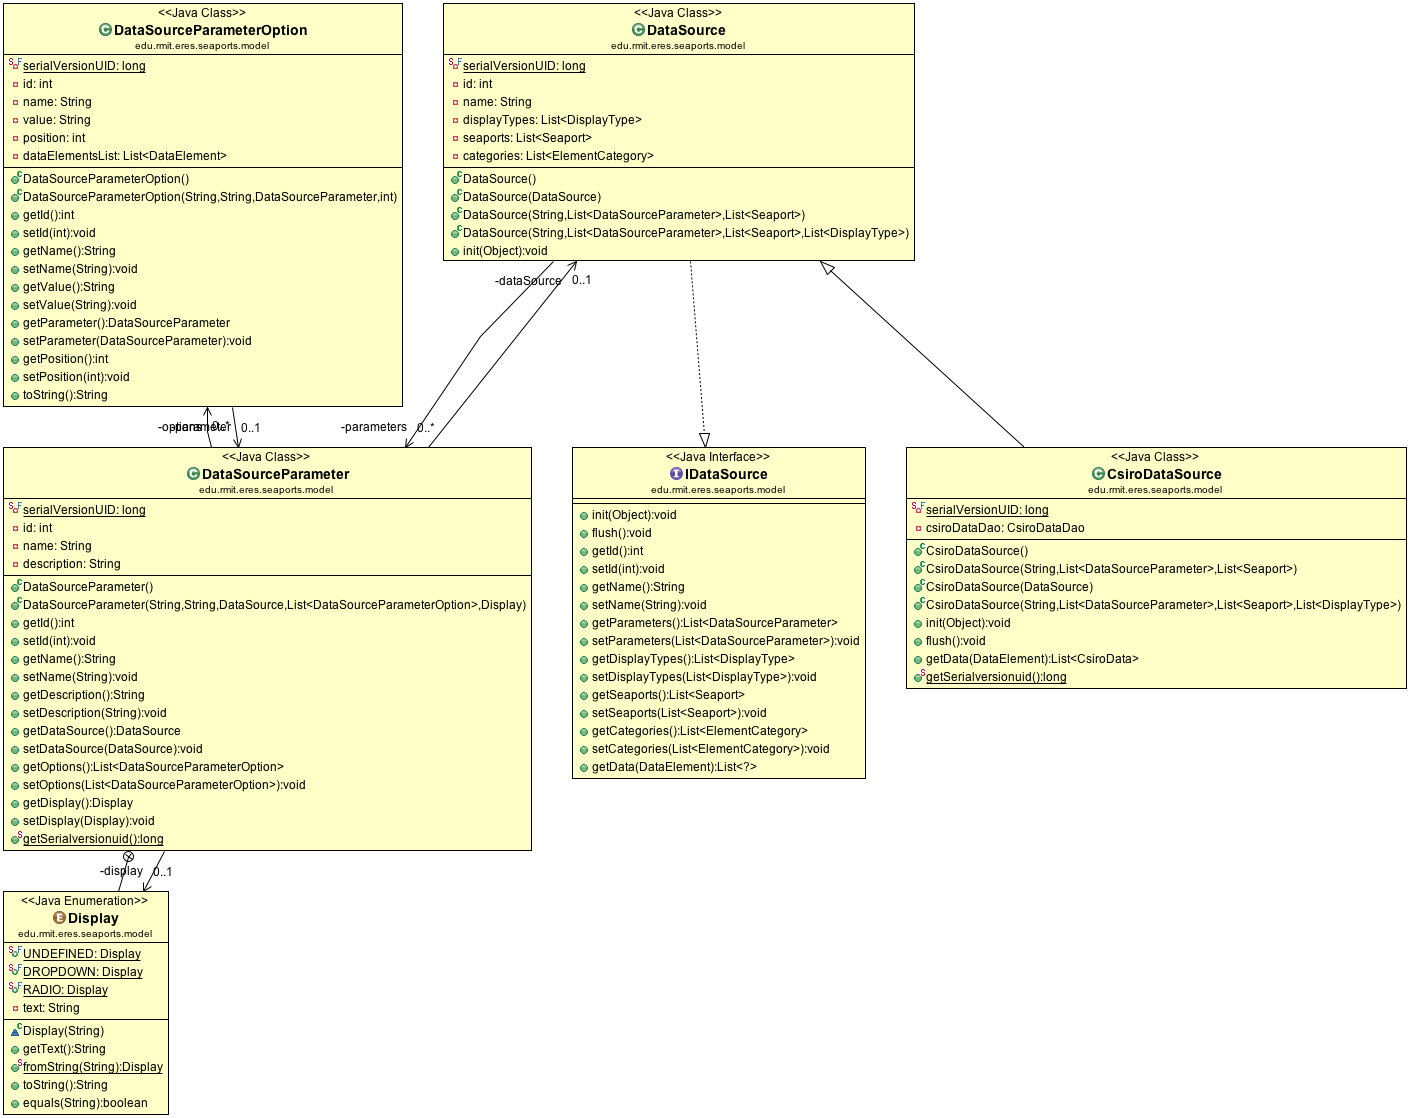 <<Java Class>>
DataSourceParameterOption
edu.rmit.eres.seaports.model
serialVersionUID: long
id: int
name: String
value: String
position: int
dataElementsList: List<DataElement>
DataSourceParameterOption()
DataSourceParameterOption(String,String,DataSourceParameter,int)
getId():int
setId(int):void
getName():String
setName(String):void
getValue():String
setValue(String):void
getParameter():DataSourceParameter
setParameter(DataSourceParameter):void
getPosition():int
setPosition(int):void
toString():String
<<Java Class>>
DataSource
edu.rmit.eres.seaports.model
serialVersionUID: long
id: int
name: String
displayTypes: List<DisplayType>
seaports: List<Seaport>
categories: List<ElementCategory>
DataSource()
DataSource(DataSource)
DataSource(String,List<DataSourceParameter>,List<Seaport>)
DataSource(String,List<DataSourceParameter>,List<Seaport>,List<DisplayType>)
init(Object):void
-dataSource
0..1
-options
-parameter
0..*
0..1
-parameters
0..*
<<Java Class>>
DataSourceParameter
edu.rmit.eres.seaports.model
serialVersionUID: long
id: int
name: String
description: String
DataSourceParameter()
DataSourceParameter(String,String,DataSource,List<DataSourceParameterOption>,Display)
getId():int
setId(int):void
getName():String
setName(String):void
getDescription():String
setDescription(String):void
getDataSource():DataSource
setDataSource(DataSource):void
getOptions():List<DataSourceParameterOption>
setOptions(List<DataSourceParameterOption>):void
getDisplay():Display
setDisplay(Display):void
getSerialversionuid():long
<<Java Interface>>
IDataSource
edu.rmit.eres.seaports.model
init(Object):void
flush():void
getId():int
setId(int):void
getName():String
setName(String):void
getParameters():List<DataSourceParameter>
setParameters(List<DataSourceParameter>):void
getDisplayTypes():List<DisplayType>
setDisplayTypes(List<DisplayType>):void
getSeaports():List<Seaport>
setSeaports(List<Seaport>):void
getCategories():List<ElementCategory>
setCategories(List<ElementCategory>):void
getData(DataElement):List<?>
<<Java Class>>
CsiroDataSource
edu.rmit.eres.seaports.model
serialVersionUID: long
csiroDataDao: CsiroDataDao
CsiroDataSource()
CsiroDataSource(String,List<DataSourceParameter>,List<Seaport>)
CsiroDataSource(DataSource)
CsiroDataSource(String,List<DataSourceParameter>,List<Seaport>,List<DisplayType>)
init(Object):void
flush():void
getData(DataElement):List<CsiroData>
getSerialversionuid():long
-display
0..1
<<Java Enumeration>>
Display
edu.rmit.eres.seaports.model
UNDEFINED: Display
DROPDOWN: Display
RADIO: Display
text: String
Display(String)
getText():String
fromString(String):Display
toString():String
equals(String):boolean